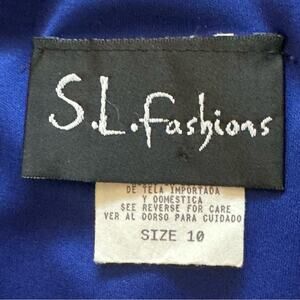 S.L. Fashions
DE TELA IMPORTADA
Y DOMESTICA
SEE REVERSE FOR CARE
VER AL DORSO PARA CUIDADO
SIZE 10